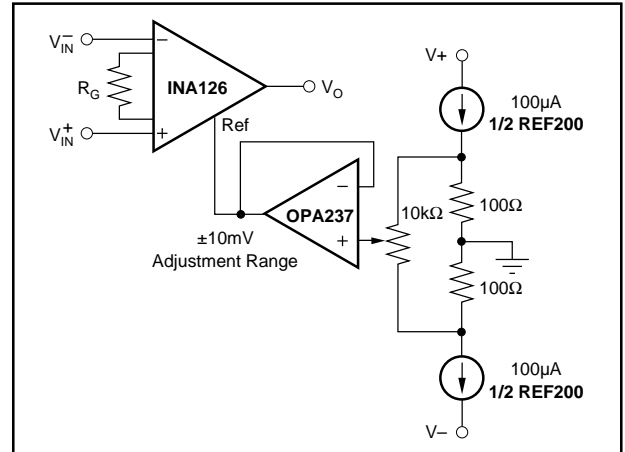 V−IN
RG
V+IN
−
+
INA126
VO
Ref
−
+
OPA237
±10mV
Adjustment Range
10kΩ
V+
100µA
1/2 REF200
100Ω
100Ω
100µA
1/2 REF200
V−